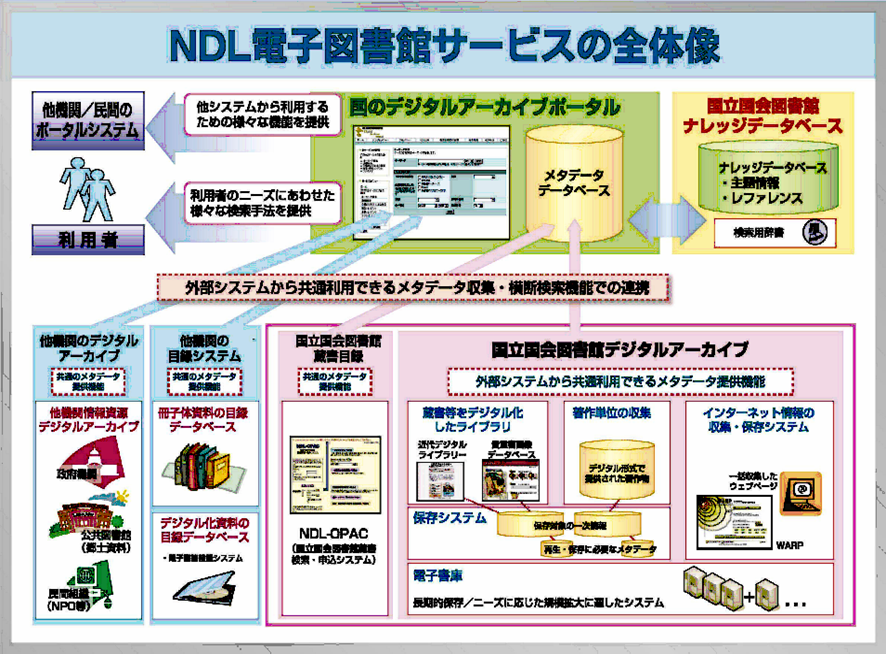 NDL電子図書館サービスの全体像
他機関／民間の
ポータルシステム
利用者
他システムから利用する
ための様々な機能を提供
利用者のニーズにあわせた
様々な検索手法を提供
国のデジタルアーカイブポータル
メタデータ
データベース
国立国会図書館
ナレッジデータベース
ナレッジデータベース
・主題情報
・レファレンス
検索用辞書
外部システムから共通利用できるメタデータ収集・横断検索機能での連携
他機関のデジタル
アーカイブ
共通のメタデータ
提供機能
他機関情報資源
デジタルアーカイブ
政府機関
公共図書館
（郷土資料）
民間組織
（NPO等）
他機関の
目録システム
共通のメタデータ
提供機能
冊子体資料の目録
データベース
デジタル化資料の
目録データベース
国立国会図書館
蔵書目録
共通のメタデータ
提供機能
NDL-OPAC
NDL-OPAC
（国立国会図書館蔵書
検索・申込システム）
国立国会図書館デジタルアーカイブ
外部システムから共通利用できるメタデータ提供機能
蔵書等をデジタル化
したライブラリ
近代デジタル
ライブラリー
貴重書画像
データベース
著作単位の収集
デジタル形式で
提供された著作物
インターネット情報の
収集・保存システム
一括収集した
ウェブページ
WARP
保存システム
保存対象の一次情報
再生・保存に必要なメタデータ
電子書庫
長期的保存／ニーズに応じた規模拡大に適したシステム
+
...